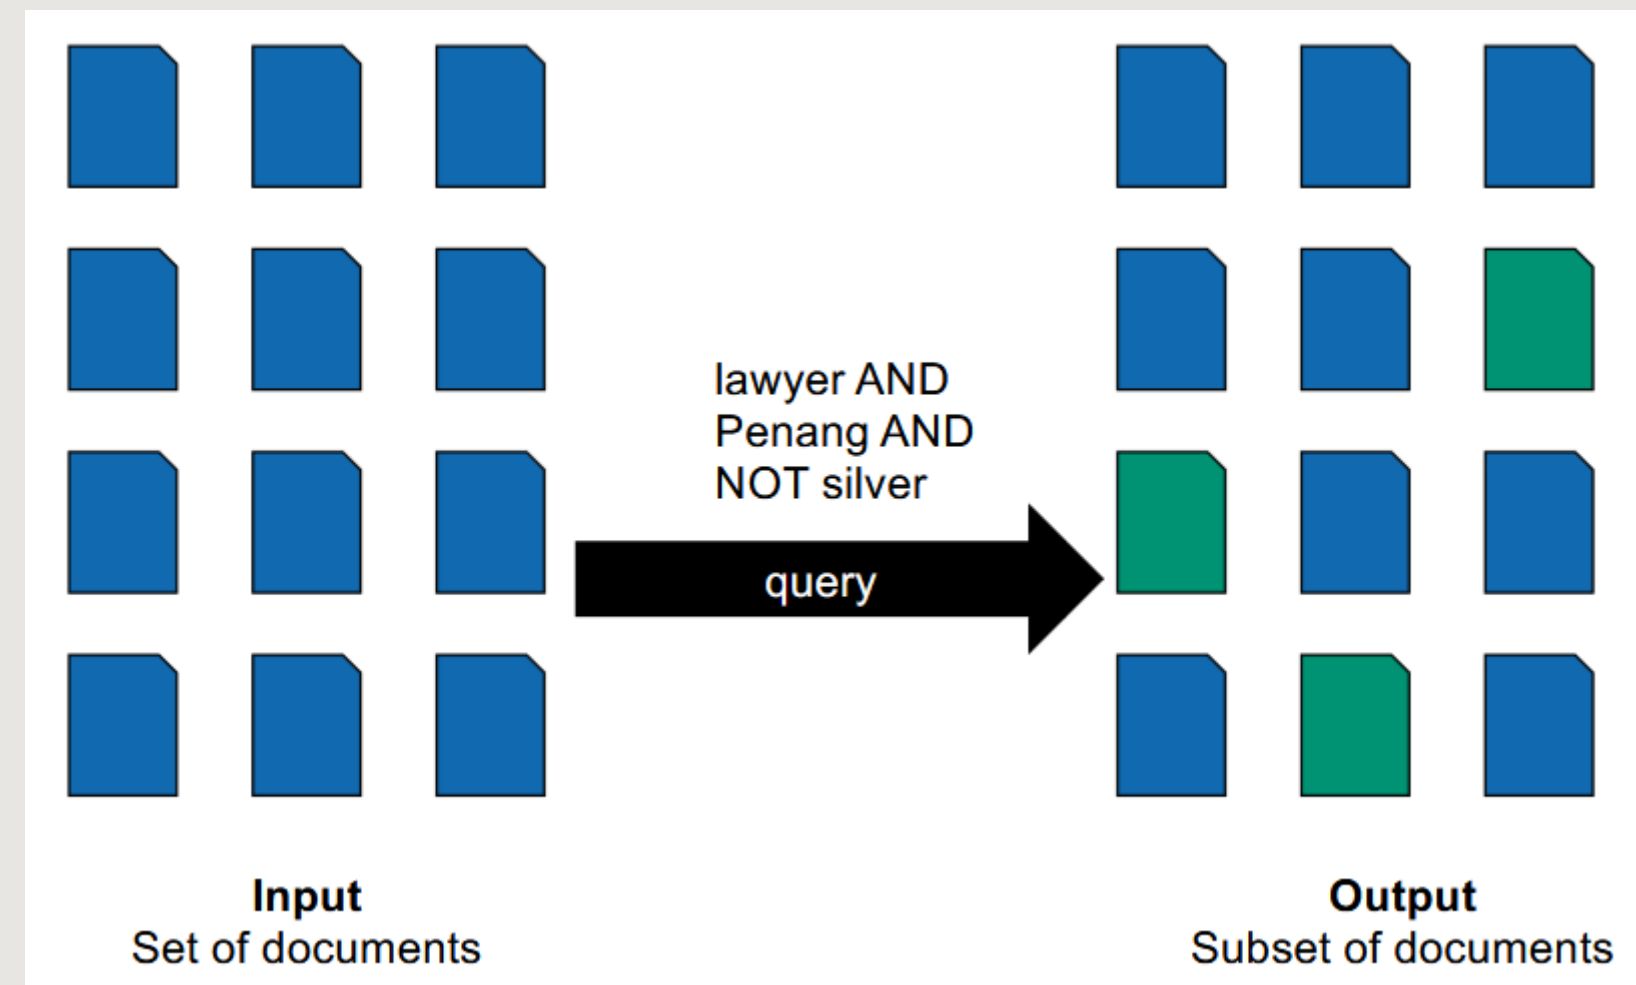 lawyer AND
Penang AND
NOT silver
query
Input
Set of documents
Output
Subset of documents